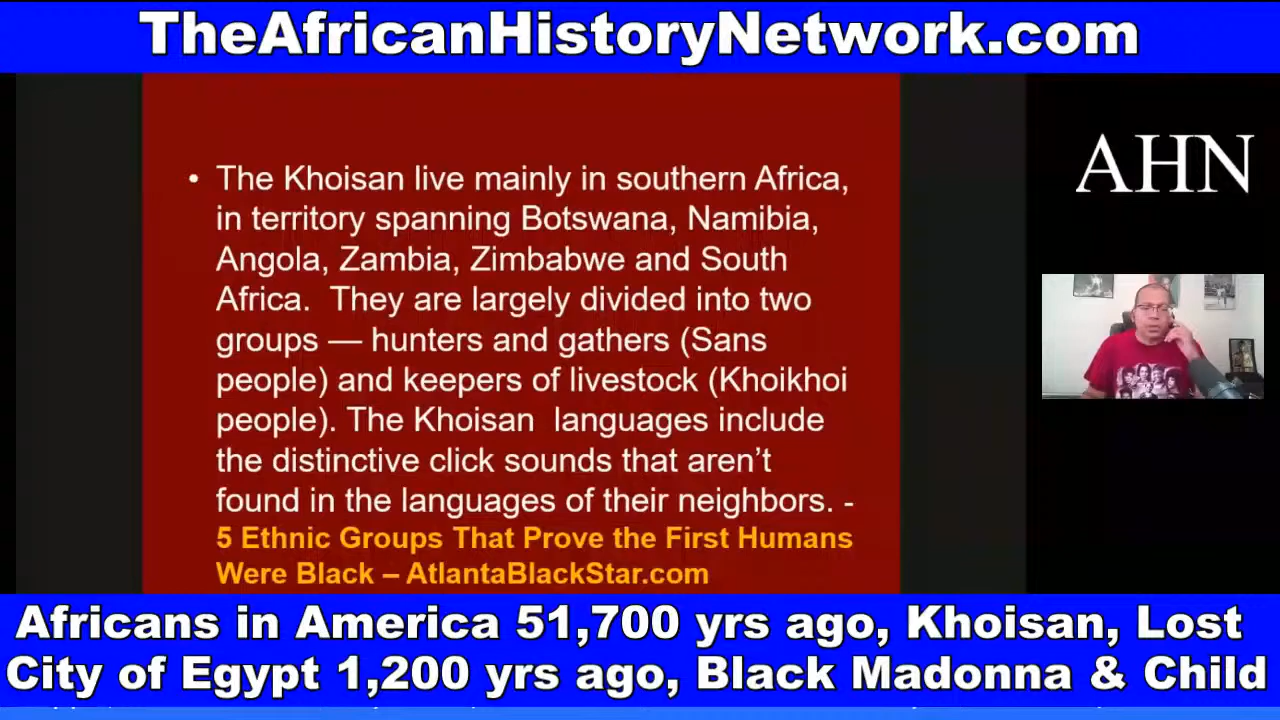 TheAfricanHistoryNetwork.com
AHN
• The Khoisan live mainly in southern Africa,
in territory spanning Botswana, Namibia,
Angola, Zambia, Zimbabwe and South
Africa. They are largely divided into two
groups — hunters and gathers (Sans
people) and keepers of livestock (Khoikhoi
people). The Khoisan languages include
the distinctive click sounds that aren't
found in the languages of their neighbors. -
5 Ethnic Groups That Prove the First Humans
Were Black – AtlantaBlackStar.com
Africans in America 51,700 yrs ago, Khoisan, Lost
City of Egypt 1,200 yrs ago, Black Madonna & Child